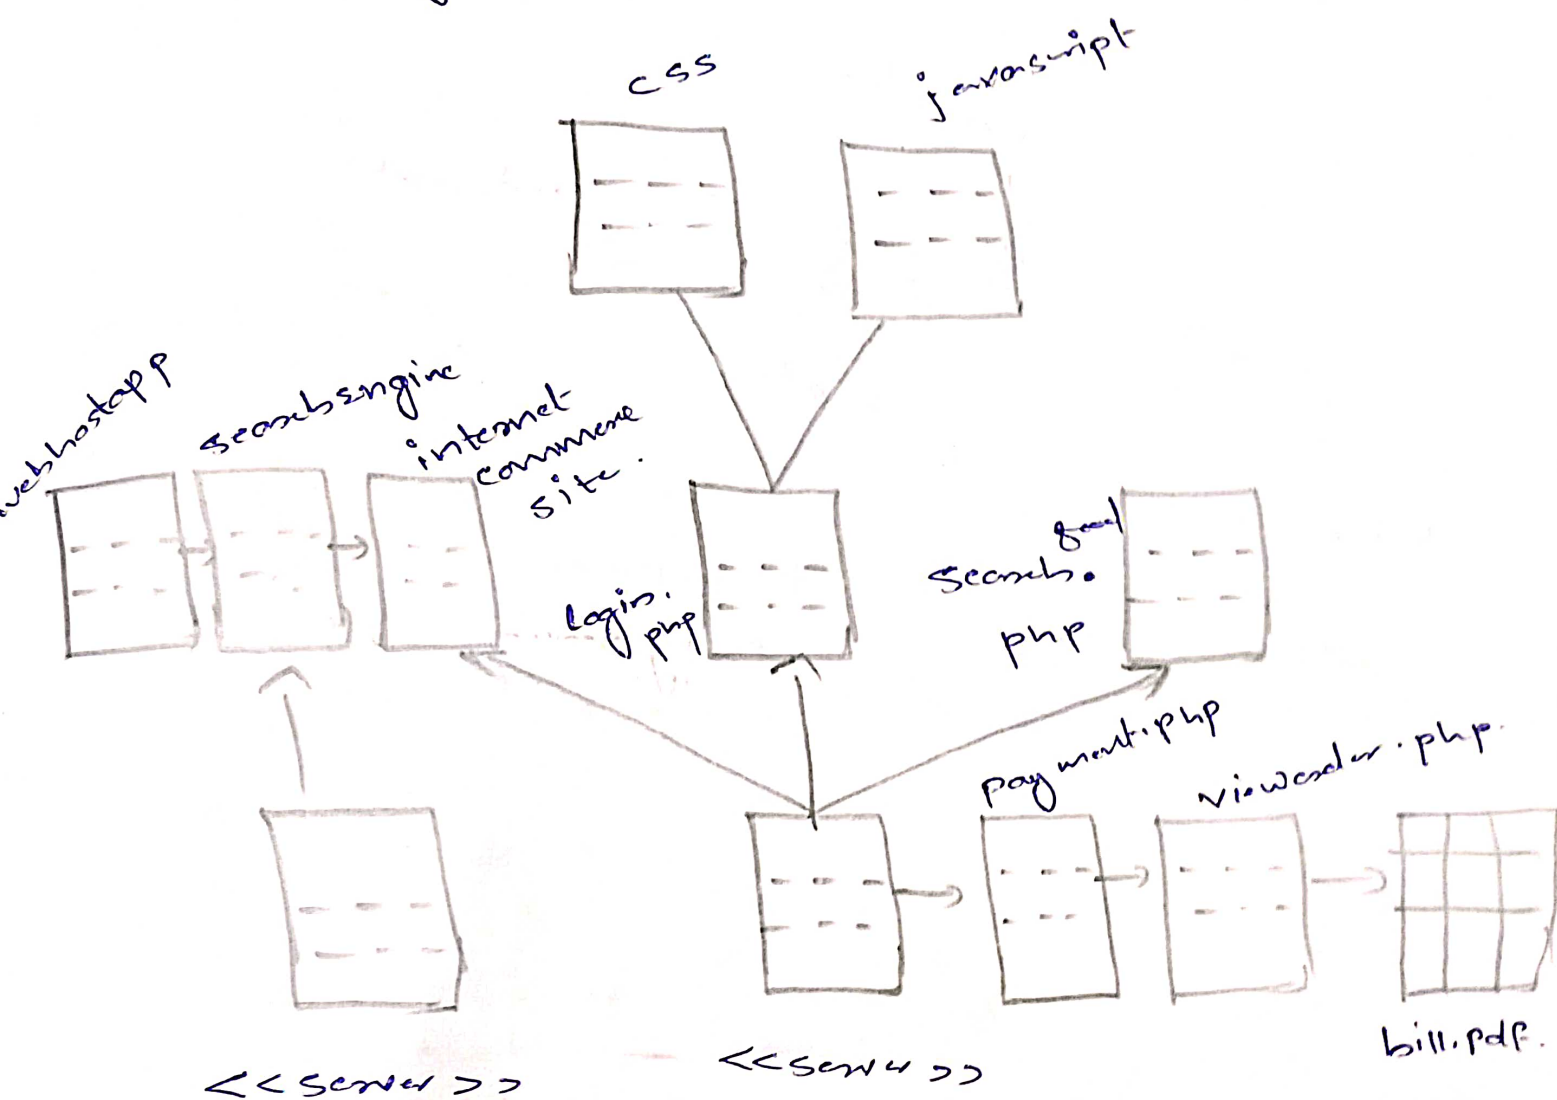 css
javascript
webhostapp
searchEngine
internet
commerce
site.
login.
php
search.
php
payment.php
vieworder.php.
bill.pdf.
<<server>>
<<server>>